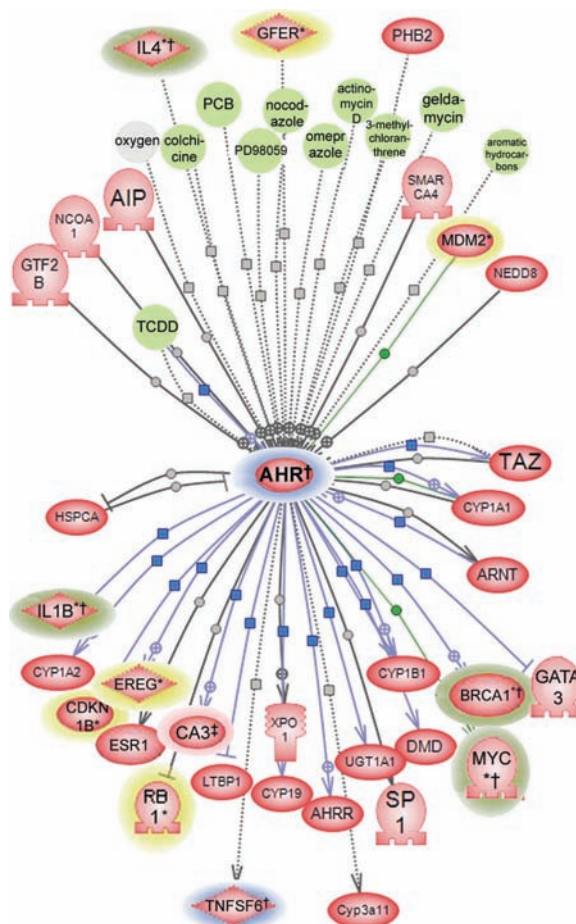 IL4*†
GFER*
PHB2
PCB
nocod-
azole
actino-
mycin
D
gelda-
mycin
oxygen
colchi-
cine
PD98059
omepr
azole
3-methyl-
chloran-
threne
aromatic
hydrocar-
bons
SMAR
CA4
AIP
NCOA
1
GTF2
B
MDM2*
NEDD8
TCDD
AHR†
TAZ
CYP1A1
HSPCA
ARNT
IL1B*†
CYP1A2
EREG*
CDKN
1B*
ESR1
CA3‡
XPO
1
CYP1B1
BRCA1*†
GATA
3
DMD
UGT1A1
MYC
*†
LTBP1
CYP19
AHRR
SP
1
RB
1*
TNFSF6†
Cyp3a11